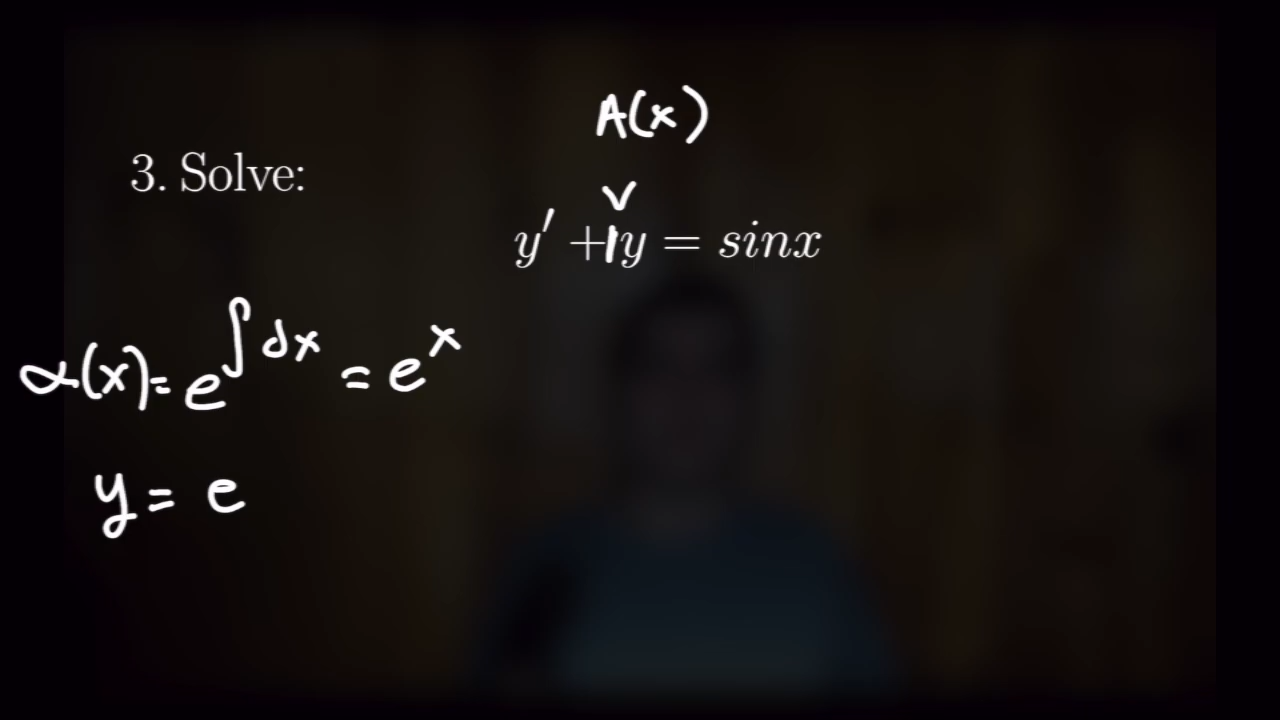 A(x)
3. Solve:
v
y′ +1y = sinx
α(x)= e^∫dx = e^x
y = e